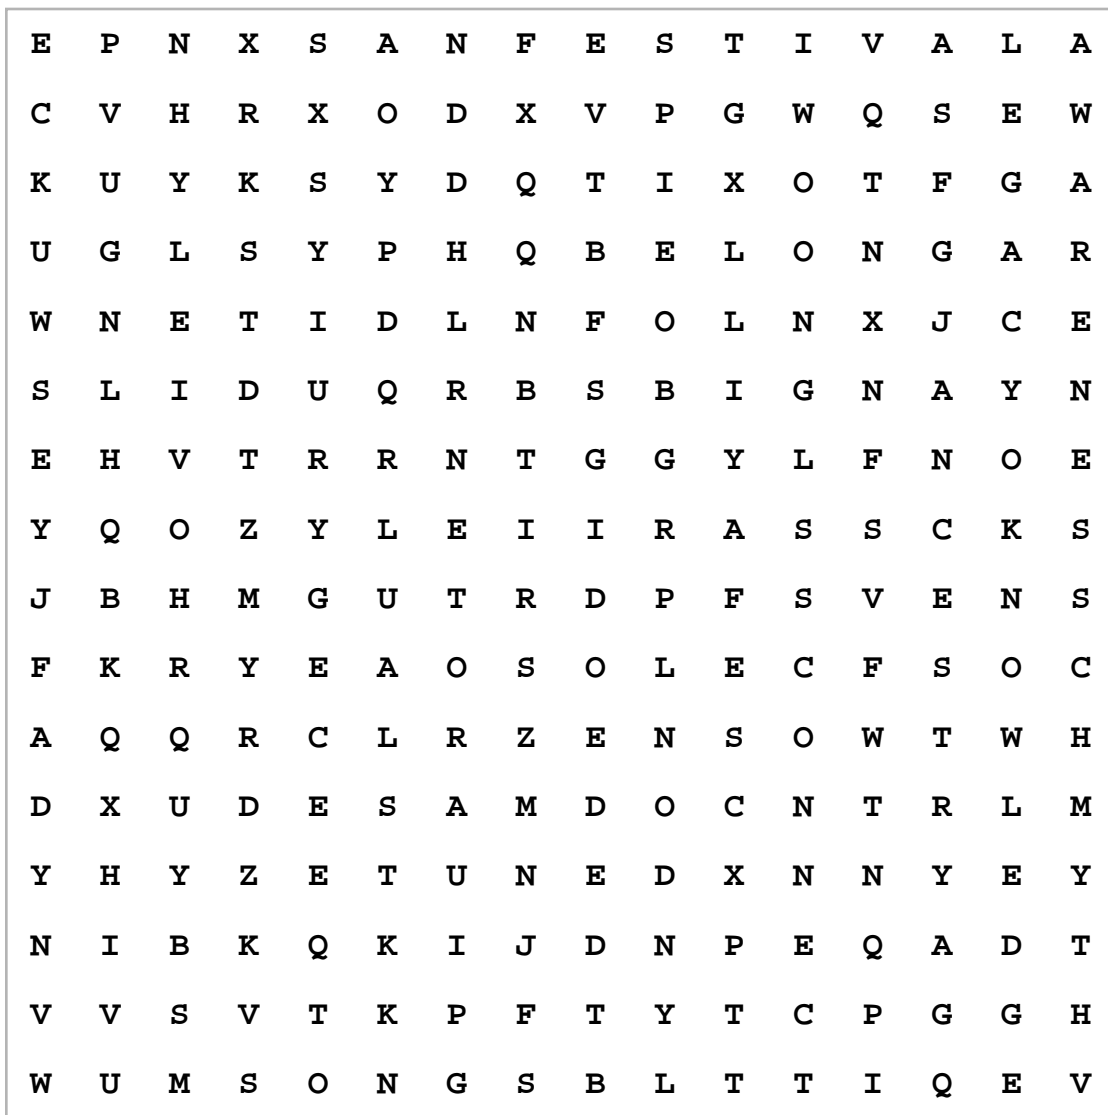 E P N X S A N F E S T I V A L A
C V H R X O D X V P G W Q S E W
K U Y K S Y D Q T I X O T F G A
U G L S Y P H Q B E L O N G A R
W N E T I D L N F O L N X J C E
S L I D U Q R B S B I G N A Y N
E H V T R R N T G G Y L F N O E
Y Q O Z Y L E I I R A S S C K S
J B H M G U T R D P F S V E N S
F K R Y E A O S O L E C F S O C
A Q Q R C L R Z E N S O W T W H
D X U D E S A M D O C N T R L M
Y H Y Z E T U N E D X N N Y E Y
N I B K Q K I J D N P E Q A D T
V V S V T K P F T Y T C P G G H
W U M S O N G S B L T T I Q E V